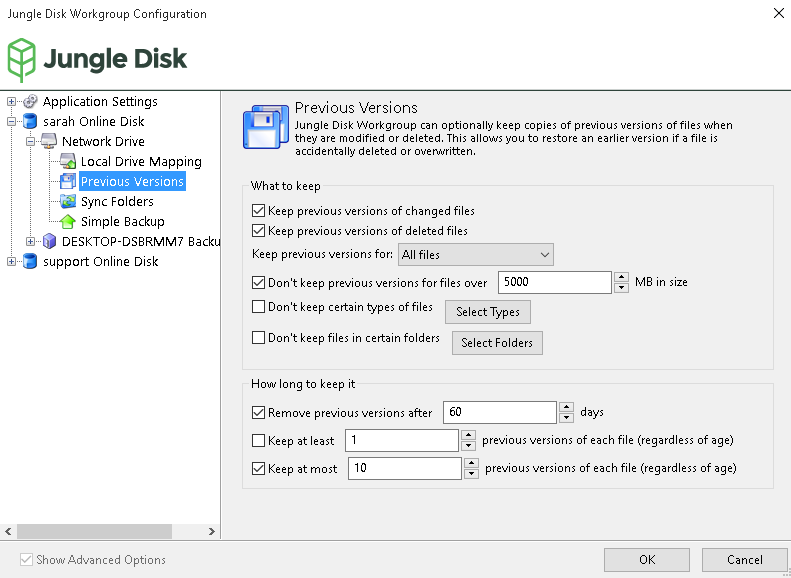 Jungle Disk Workgroup Configuration
Jungle Disk
Application Settings
sarah Online Disk
Network Drive
Local Drive Mapping
Previous Versions
Sync Folders
Simple Backup
DESKTOP-DSBRMM7 Backu
support Online Disk
Previous Versions
Jungle Disk Workgroup can optionally keep copies of previous versions of files when
they are modified or deleted. This allows you to restore an earlier version if a file is
accidentally deleted or overwritten.
What to keep
Keep previous versions of changed files
Keep previous versions of deleted files
Keep previous versions for: All files
Don't keep previous versions for files over 5000 MB in size
Don't keep certain types of files Select Types
Don't keep files in certain folders Select Folders
How long to keep it
Remove previous versions after 60 days
Keep at least 1 previous versions of each file (regardless of age)
Keep at most 10 previous versions of each file (regardless of age)
Show Advanced Options
OK Cancel